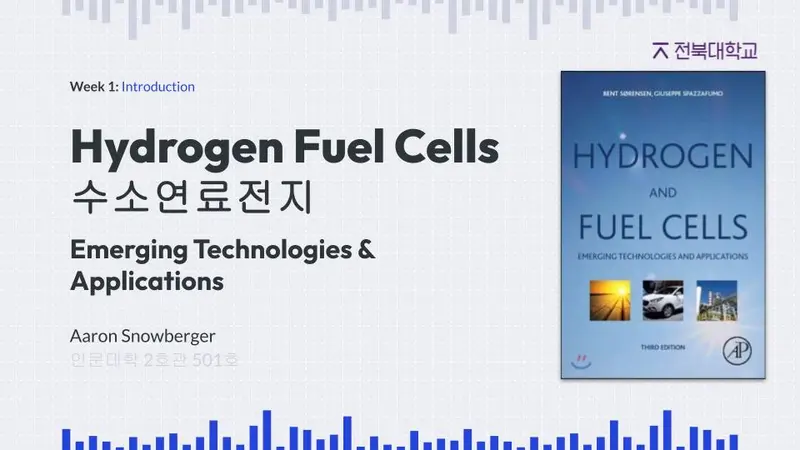 전북대학교
Week 1: Introduction
Hydrogen Fuel Cells
수소연료전지
Emerging Technologies &
Applications
Aaron Snowberger
인문대학 2호관 501호
BENT SØRENSEN, GIUSEPPE SPAZZAFUMO
HYDROGEN
AND
FUEL CELLS
EMERGING TECHNOLOGIES AND APPLICATIONS
THIRD EDITION
AP